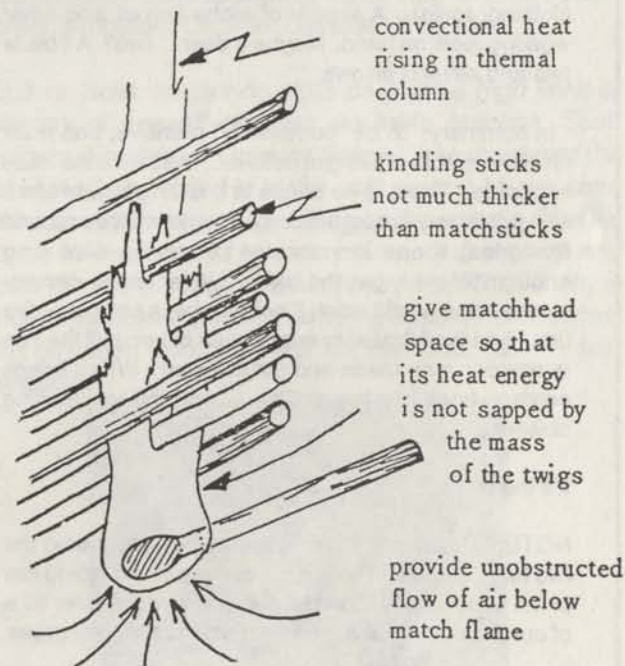 convectional heat
rising in thermal
column
kindling sticks
not much thicker
than matchsticks
give matchhead
space so that
its heat energy
is not sapped by
the mass
of the twigs
provide unobstructed
flow of air below
match flame